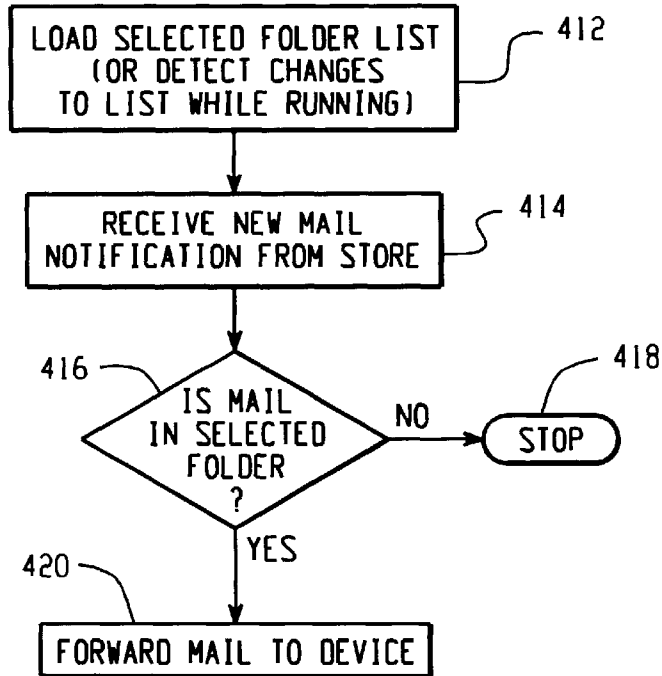 LOAD SELECTED FOLDER LIST
(OR DETECT CHANGES
TO LIST WHILE RUNNING)
412
RECEIVE NEW MAIL
NOTIFICATION FROM STORE
414
416
IS MAIL
IN SELECTED
FOLDER
?
NO
418
STOP
YES
420
FORWARD MAIL TO DEVICE